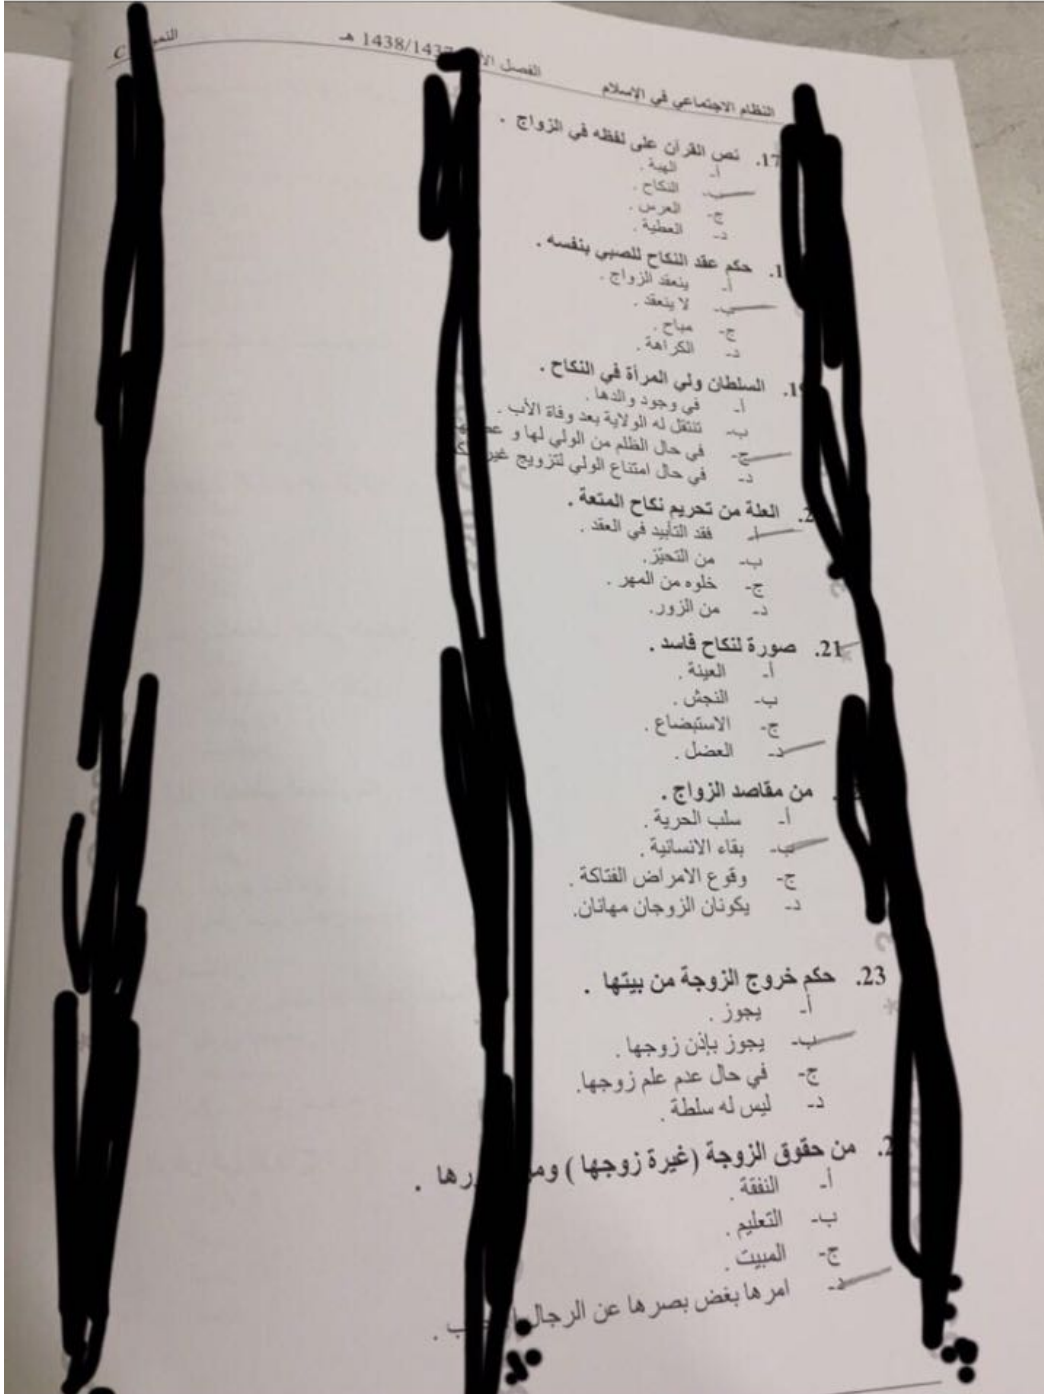 النظام الاجتماعي في الإسلام الفصل 1438/1437 هـ C
17. نص القرآن على لفظه في الزواج .
أ- الهبة .
ب- النكاح .
ج- العرس .
د- العطية .
حكم عقد النكاح للصبي بنفسه .
أ- ينعقد الزواج .
ب- لا ينعقد .
ج- مباح .
د- الكراهة .
السلطان ولي المرأة في النكاح .
أ- في وجود والدها .
ب- تنتقل له الولاية بعد وفاة الأب .
ج- في حال الظلم من الولي لها و
د- في حال امتناع الولي لتزويج غير
العلة من تحريم نكاح المتعة .
أ- فقد التأبيد في العقد .
ب- من التحيّز.
ج- خلوه من المهر .
د- من الزور.
21. صورة لنكاح فاسد .
أ- العينة .
ب- النجش .
ج- الاستبضاع .
د- العضل .
من مقاصد الزواج .
أ- سلب الحرية .
ب- بقاء الانسانية .
ج- وقوع الامراض الفتاكة .
د- يكونان الزوجان مهانان.
23. حكم خروج الزوجة من بيتها .
أ- يجوز .
ب- يجوز بإذن زوجها .
ج- في حال عدم علم زوجها.
د- ليس له سلطة .
من حقوق الزوجة (غيرة زوجها )
أ- النفقة .
ب- التعليم .
ج- المبيت .
د- امرها بغض بصرها عن الرجال